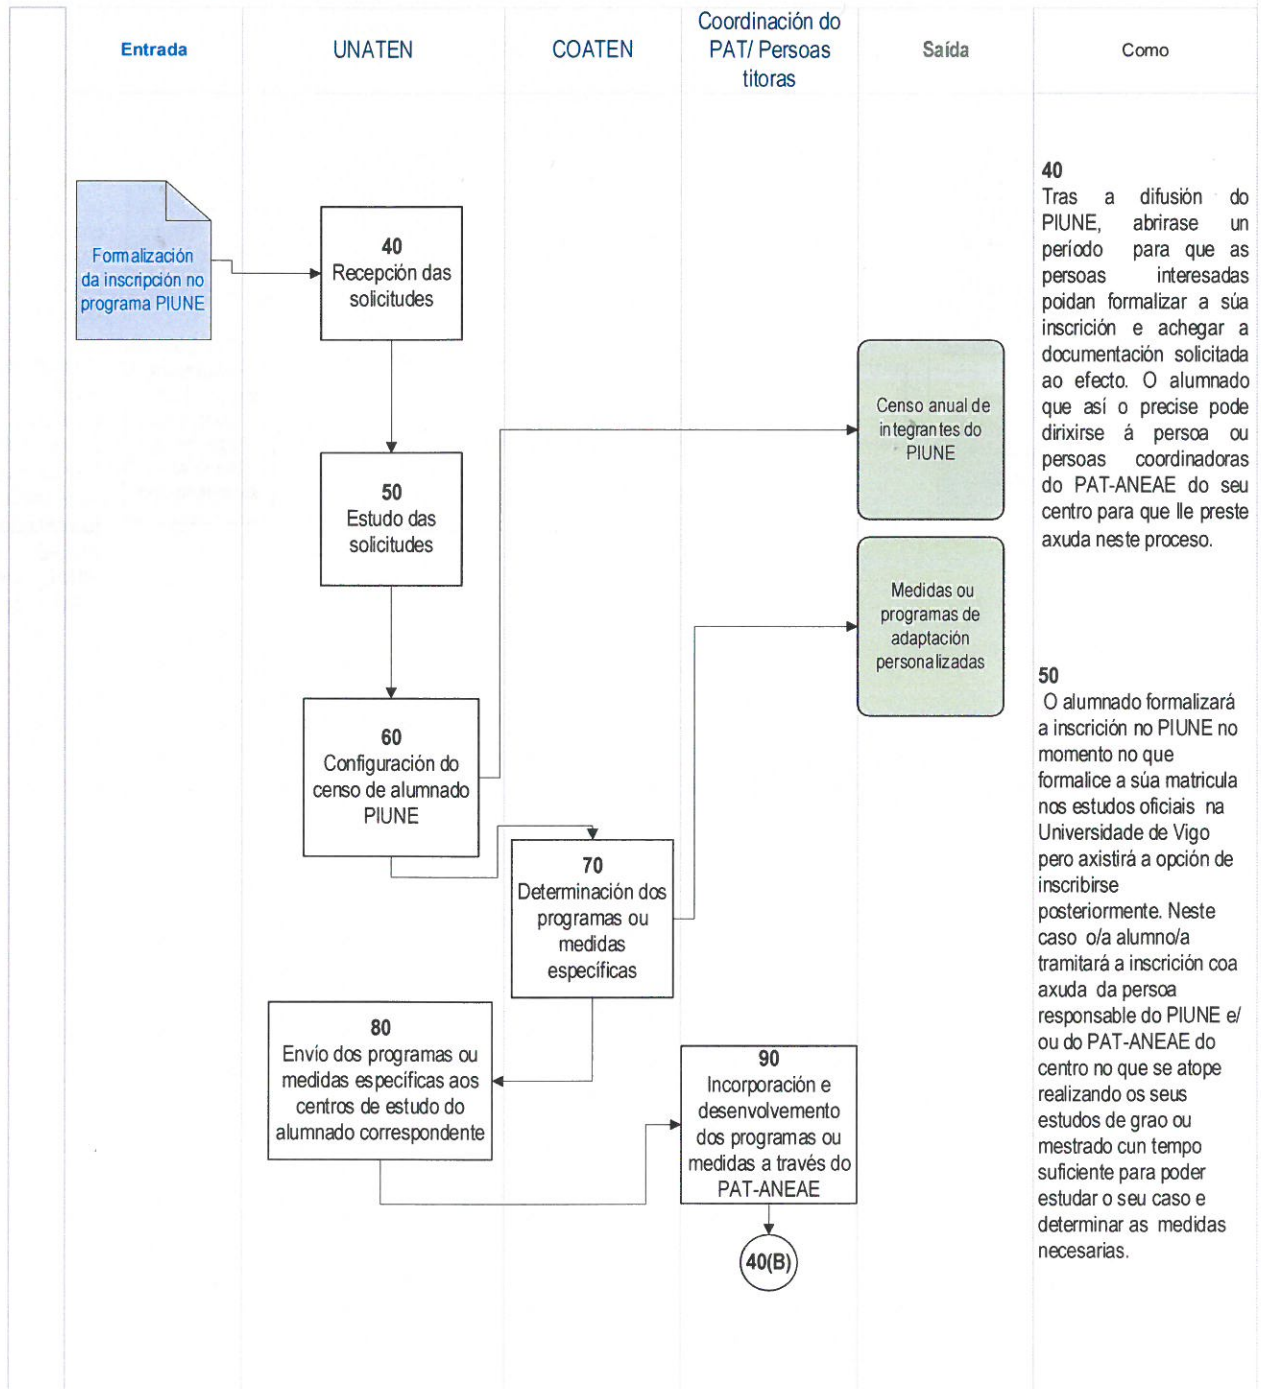 Entrada
UNATEN
COATEN
Coordinación do
PAT/ Persoas
titoras
Saída
Como
Formalización
da inscripción no
programa PIUNE
40
Recepción das
solicitudes
50
Estudo das
solicitudes
60
Configuración do
censo de alumnado
PIUNE
70
Determinación dos
programas ou
medidas
específicas
80
Envío dos programas ou
medidas específicas aos
centros de estudo do
alumnado correspondente
90
Incorporación e
desenvolvemento
dos programas ou
medidas a través do
PAT-ANEAE
40(B)
Censo anual de
integrantes do
PIUNE
Medidas ou
programas de
adaptación
personalizadas
40
Tras a difusión do
PIUNE, abrirase un
período para que as
persoas interesadas
poidan formalizar a súa
inscrición e achegar a
documentación solicitada
ao efecto. O alumnado
que así o precise pode
dirixirse á persoa ou
persoas coordinadoras
do PAT-ANEAE do seu
centro para que lle preste
axuda neste proceso.
50
O alumnado formalizará
a inscrición no PIUNE no
momento no que
formalice a súa matricula
nos estudos oficiais na
Universidade de Vigo
pero axistirá a opción de
inscribirse
posteriormente. Neste
caso o/a alumno/a
tramitará a inscrición coa
axuda da persoa
responsable do PIUNE e/
ou do PAT-ANEAE do
centro no que se atope
realizando os seus
estudos de grao ou
mestrado cun tempo
suficiente para poder
estudar o seu caso e
determinar as medidas
necesarias.